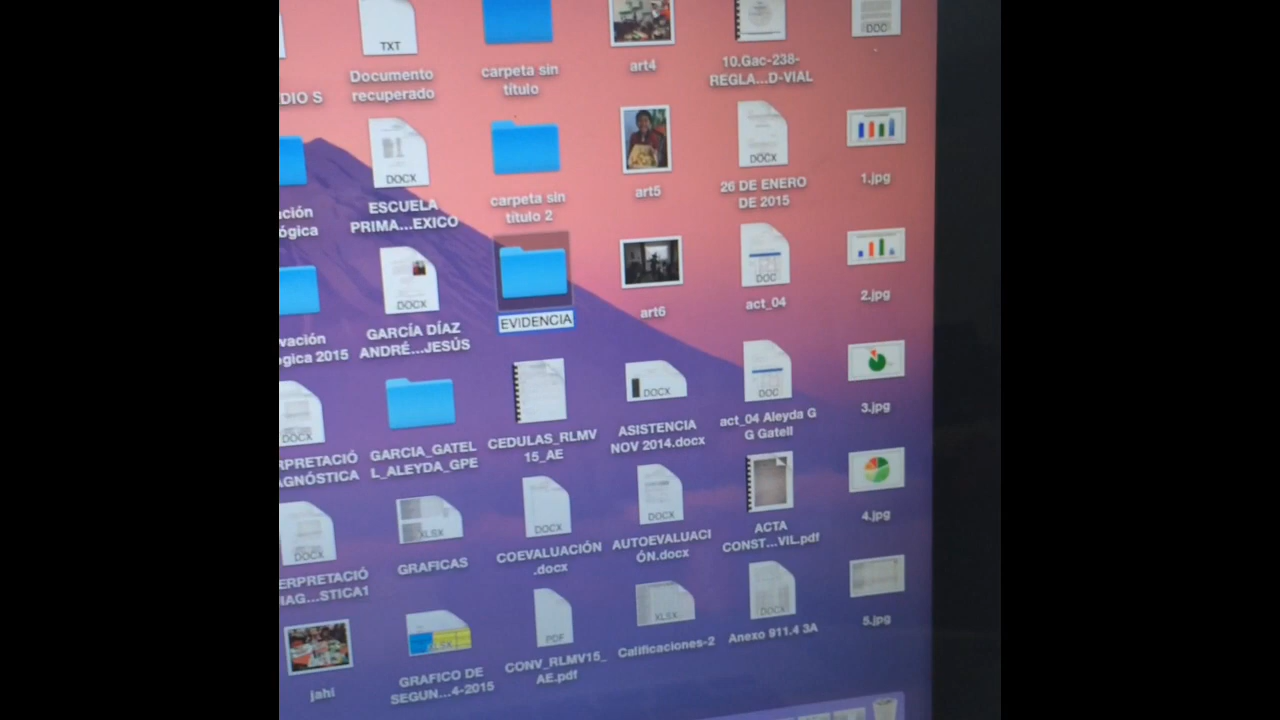 TXT
Documento
recuperado
carpeta sin
título
art4
10.Gac-238-
REGLA...D-VIAL
DOC
DIO S
DOCX
ESCUELA
PRIMA...EXICO
carpeta sin
título 2
art5
DOCX
26 DE ENERO
DE 2015
1.jpg
DOCX
GARCÍA DÍAZ
ANDRÉ...JESÚS
EVIDENCIA
art6
DOC
act_04
2.jpg
2015
DOCX
GARCIA_GATEL
L_ALEYDA_GPE
CEDULAS_RLMV
15_AE
DOCX
ASISTENCIA
NOV 2014.docx
DOC
act_04 Aleyda G
G Gatell
3.jpg
RPRETACIÓ
AGNÓSTICA
DOCX
ERPRETACIÓ
IAG...STICA1
XLSX
GRAFICAS
DOCX
COEVALUACIÓN
.docx
DOCX
AUTOEVALUACI
ÓN.docx
ACTA
CONST...VIL.pdf
4.jpg
jahi
XLSX
GRAFICO DE
SEGUN...4-2015
PDF
CONV_RLMV15_
AE.pdf
XLSX
Calificaciones-2
DOCX
Anexo 911.4 3A
5.jpg